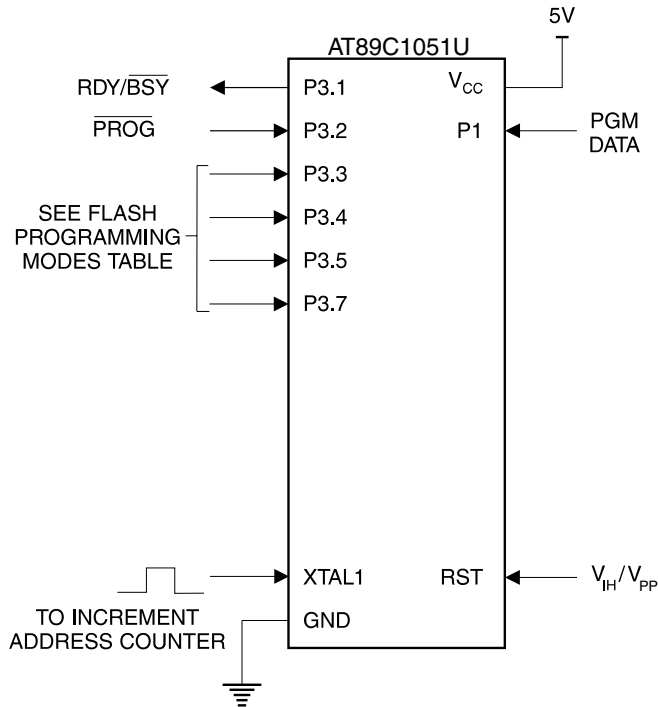 5V
AT89C1051U
RDY/BSY
P3.1
VCC
PROG
P3.2
P1
PGM
DATA
P3.3
SEE FLASH
PROGRAMMING
MODES TABLE
P3.4
P3.5
P3.7
XTAL1
RST
VIH/VPP
TO INCREMENT
ADDRESS COUNTER
GND